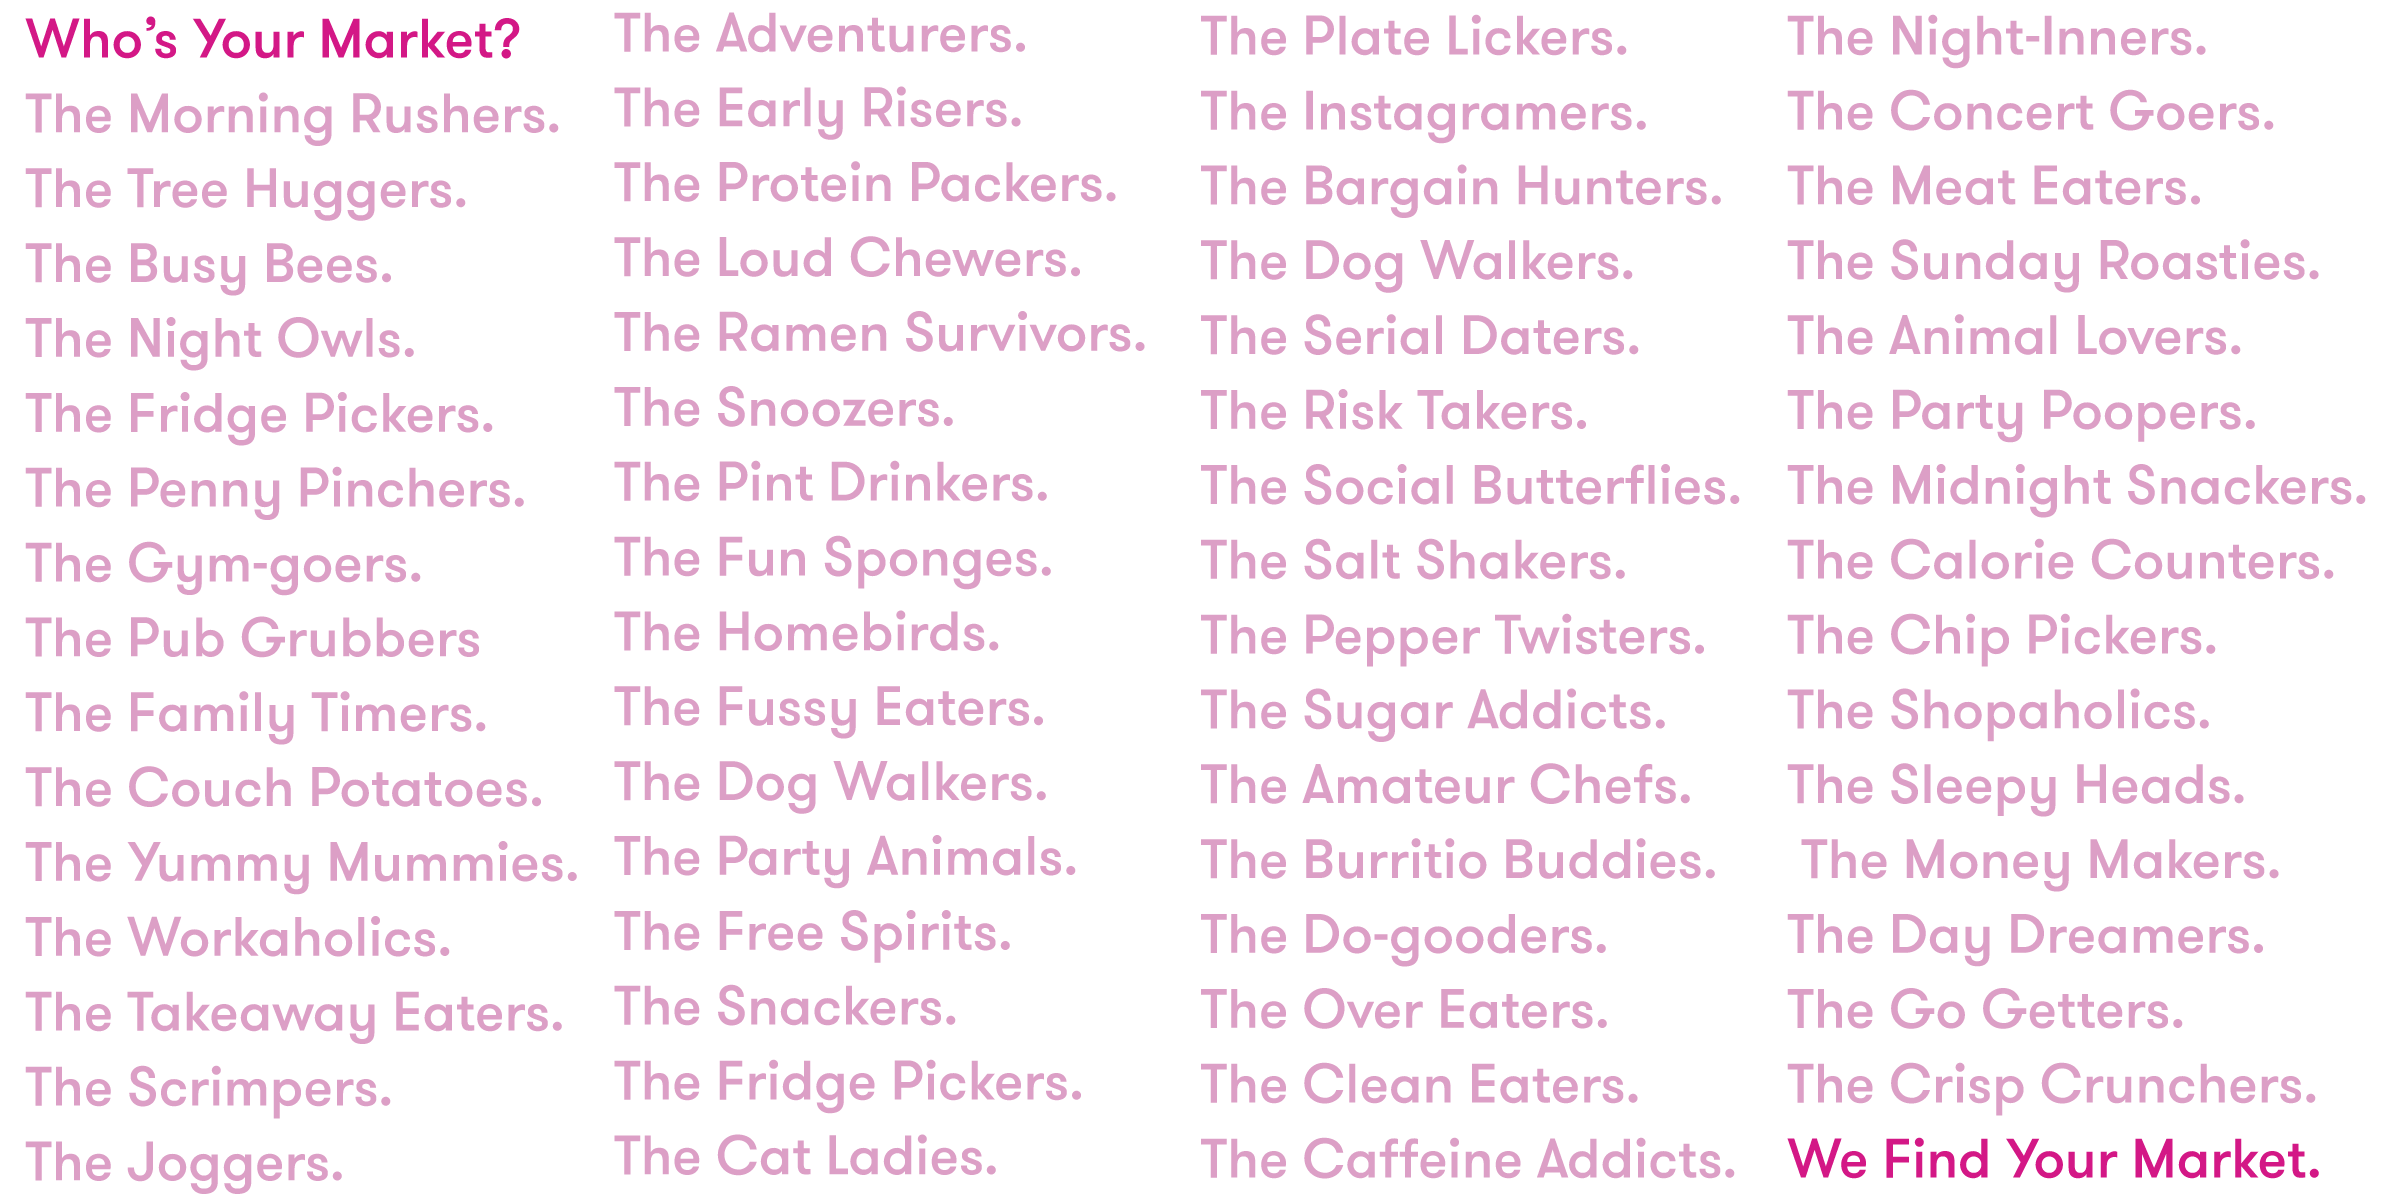 Who's Your Market?
The Morning Rushers.
The Tree Huggers.
The Busy Bees.
The Night Owls.
The Fridge Pickers.
The Penny Pinchers.
The Gym-goers.
The Pub Grubbers
The Family Timers.
The Couch Potatoes.
The Yummy Mummies.
The Workaholics.
The Takeaway Eaters.
The Scrimpers.
The Joggers.
The Adventurers.
The Early Risers.
The Protein Packers.
The Loud Chewers.
The Ramen Survivors.
The Snoozers.
The Pint Drinkers.
The Fun Sponges.
The Homebirds.
The Fussy Eaters.
The Dog Walkers.
The Party Animals.
The Free Spirits.
The Snackers.
The Fridge Pickers.
The Cat Ladies.
The Plate Lickers.
The Instagramers.
The Bargain Hunters.
The Dog Walkers.
The Serial Daters.
The Risk Takers.
The Social Butterflies.
The Salt Shakers.
The Pepper Twisters.
The Sugar Addicts.
The Amateur Chefs.
The Burritio Buddies.
The Do-gooders.
The Over Eaters.
The Clean Eaters.
The Caffeine Addicts.
The Night-Inners.
The Concert Goers.
The Meat Eaters.
The Sunday Roasties.
The Animal Lovers.
The Party Poopers.
The Midnight Snackers.
The Calorie Counters.
The Chip Pickers.
The Shopaholics.
The Sleepy Heads.
The Money Makers.
The Day Dreamers.
The Go Getters.
The Crisp Crunchers.
We Find Your Market.